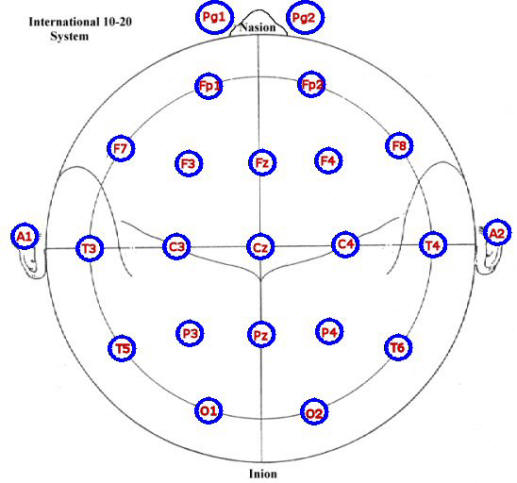 International 10-20
System
Pg1 Pg2
Nasion
Fp1 Fp2
F7 F3 Fz F4 F8
A1 T3 C3 Cz C4 T4 A2
T5 P3 Pz P4 T6
O1 O2
Inion